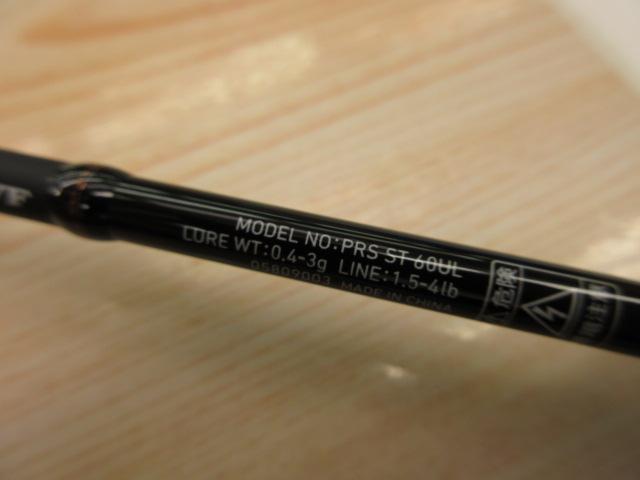 MODEL NO:PRS ST 60UL
LURE WT:0.4-3g LINE:1.5-4lb
05809003 MADE IN CHINA
危険